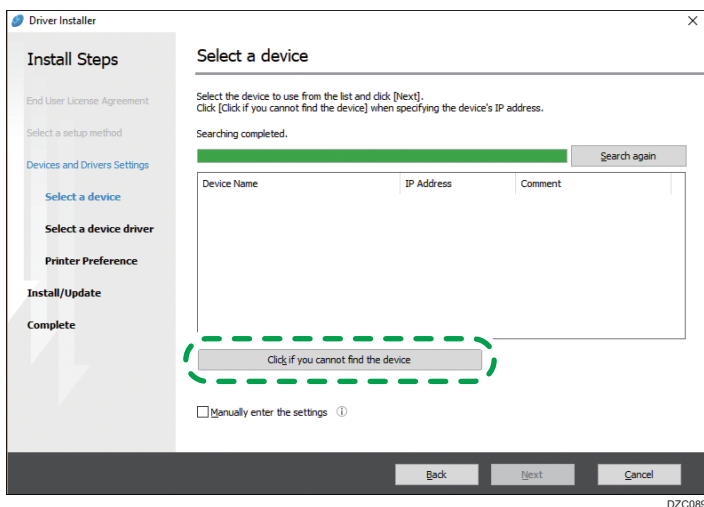 Driver Installer
Install Steps
End User License Agreement
Select a setup method
Devices and Drivers Settings
Select a device
Select a device driver
Printer Preference
Install/Update
Complete
Select a device
Select the device to use from the list and click [Next].
Click [Click if you cannot find the device] when specifying the device's IP address.
Searching completed.
Search again
Device Name IP Address Comment
Click if you cannot find the device
Manually enter the settings
Back Next Cancel
DZC089